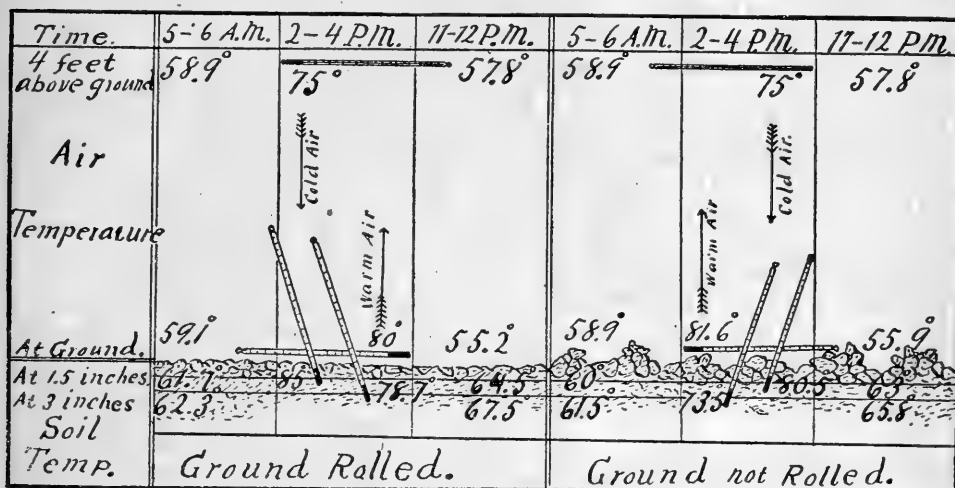 Time. 5-6 A.M. 2-4 P.M. 11-12 P.M. 5-6 A.M. 2-4 P.M. 11-12 P.M.
4 feet 58.9° 75° 57.8° 58.9° 75° 57.8°
above ground
Air
Cold Air
Cold Air.
Temperature
Warm Air
Warm Air
59.1° 80° 55.2° 58.9° 81.6° 55.9°
At Ground.
At 1.5 inches 85° 78.7 64.5° 60° 80.5° 63°
At 3 inches 62.3 67.5° 61.5° 73.5 65.8°
Soil
Temp. Ground Rolled. Ground not Rolled.